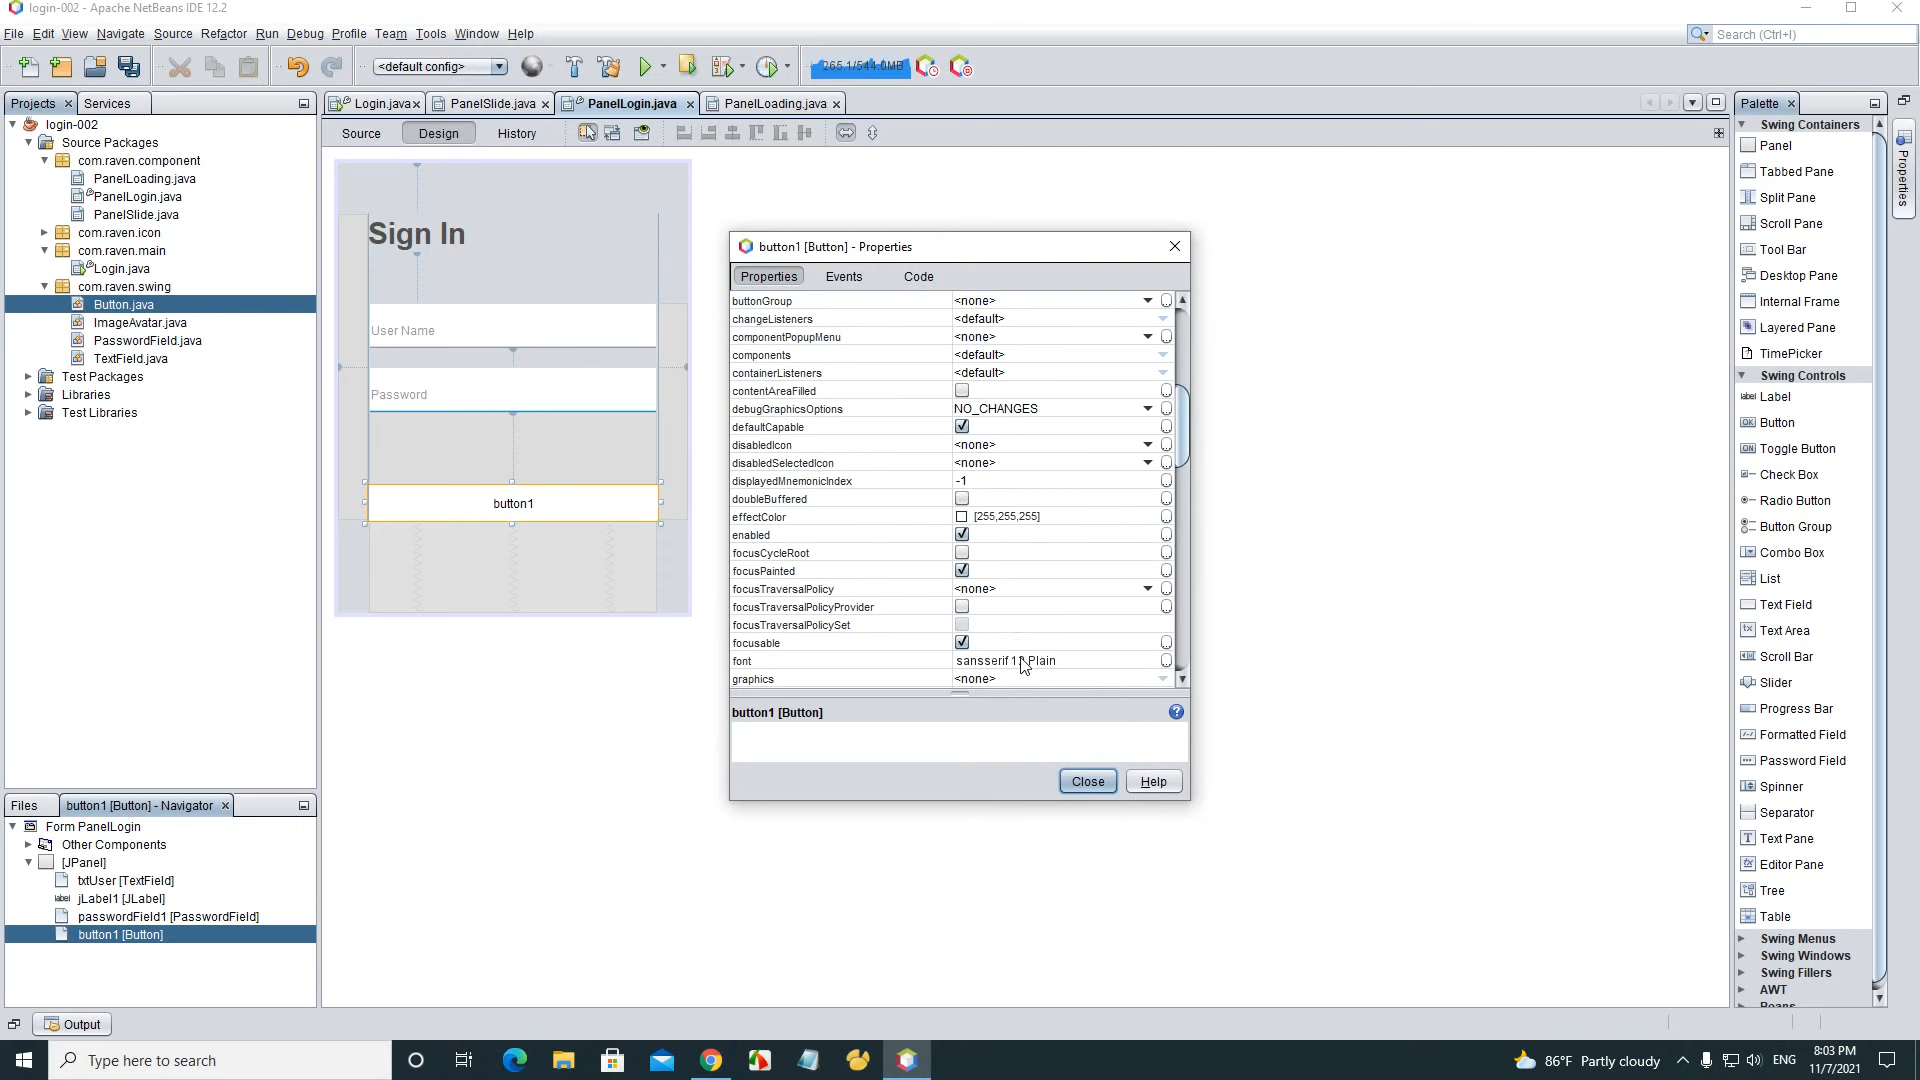 login-002 - Apache NetBeans IDE 12.2
File Edit View Navigate Source Refactor Run Debug Profile Team Tools Window Help
Search (Ctrl+I)
<default config>
265.1/544.0MB
Projects
Services
Login.java
PanelSlide.java
PanelLogin.java
PanelLoading.java
Source
Design
History
login-002
Source Packages
com.raven.component
PanelLoading.java
PanelLogin.java
PanelSlide.java
com.raven.icon
com.raven.main
Login.java
com.raven.swing
Button.java
ImageAvatar.java
PasswordField.java
TextField.java
Test Packages
Libraries
Test Libraries
Sign In
User Name
Password
button1
button1 [Button] - Properties
Properties Events Code
buttonGroup <none>
changeListeners <default>
componentPopupMenu <none>
components <default>
containerListeners <default>
contentAreaFilled
debugGraphicsOptions NO_CHANGES
defaultCapable
disabledIcon <none>
disabledSelectedIcon <none>
displayedMnemonicIndex -1
doubleBuffered
effectColor [255,255,255]
enabled
focusCycleRoot
focusPainted
focusTraversalPolicy <none>
focusTraversalPolicyProvider
focusTraversalPolicySet
focusable
font sansserif Plain
graphics <none>
button1 [Button]
Close Help
Palette
Swing Containers
Panel
Tabbed Pane
Split Pane
Scroll Pane
Tool Bar
Desktop Pane
Internal Frame
Layered Pane
TimePicker
Swing Controls
label Label
OK Button
ON Toggle Button
Check Box
Radio Button
Button Group
Combo Box
List
Text Field
Text Area
Scroll Bar
Slider
Progress Bar
Formatted Field
Password Field
Spinner
Separator
Text Pane
Editor Pane
Tree
Table
Swing Menus
Swing Windows
Swing Fillers
AWT
Beans
Properties
Files
button1 [Button] - Navigator
Form PanelLogin
Other Components
[JPanel]
txtUser [TextField]
label jLabel1 [JLabel]
passwordField1 [PasswordField]
button1 [Button]
Output
Type here to search
86°F Partly cloudy
ENG
8:03 PM
11/7/2021